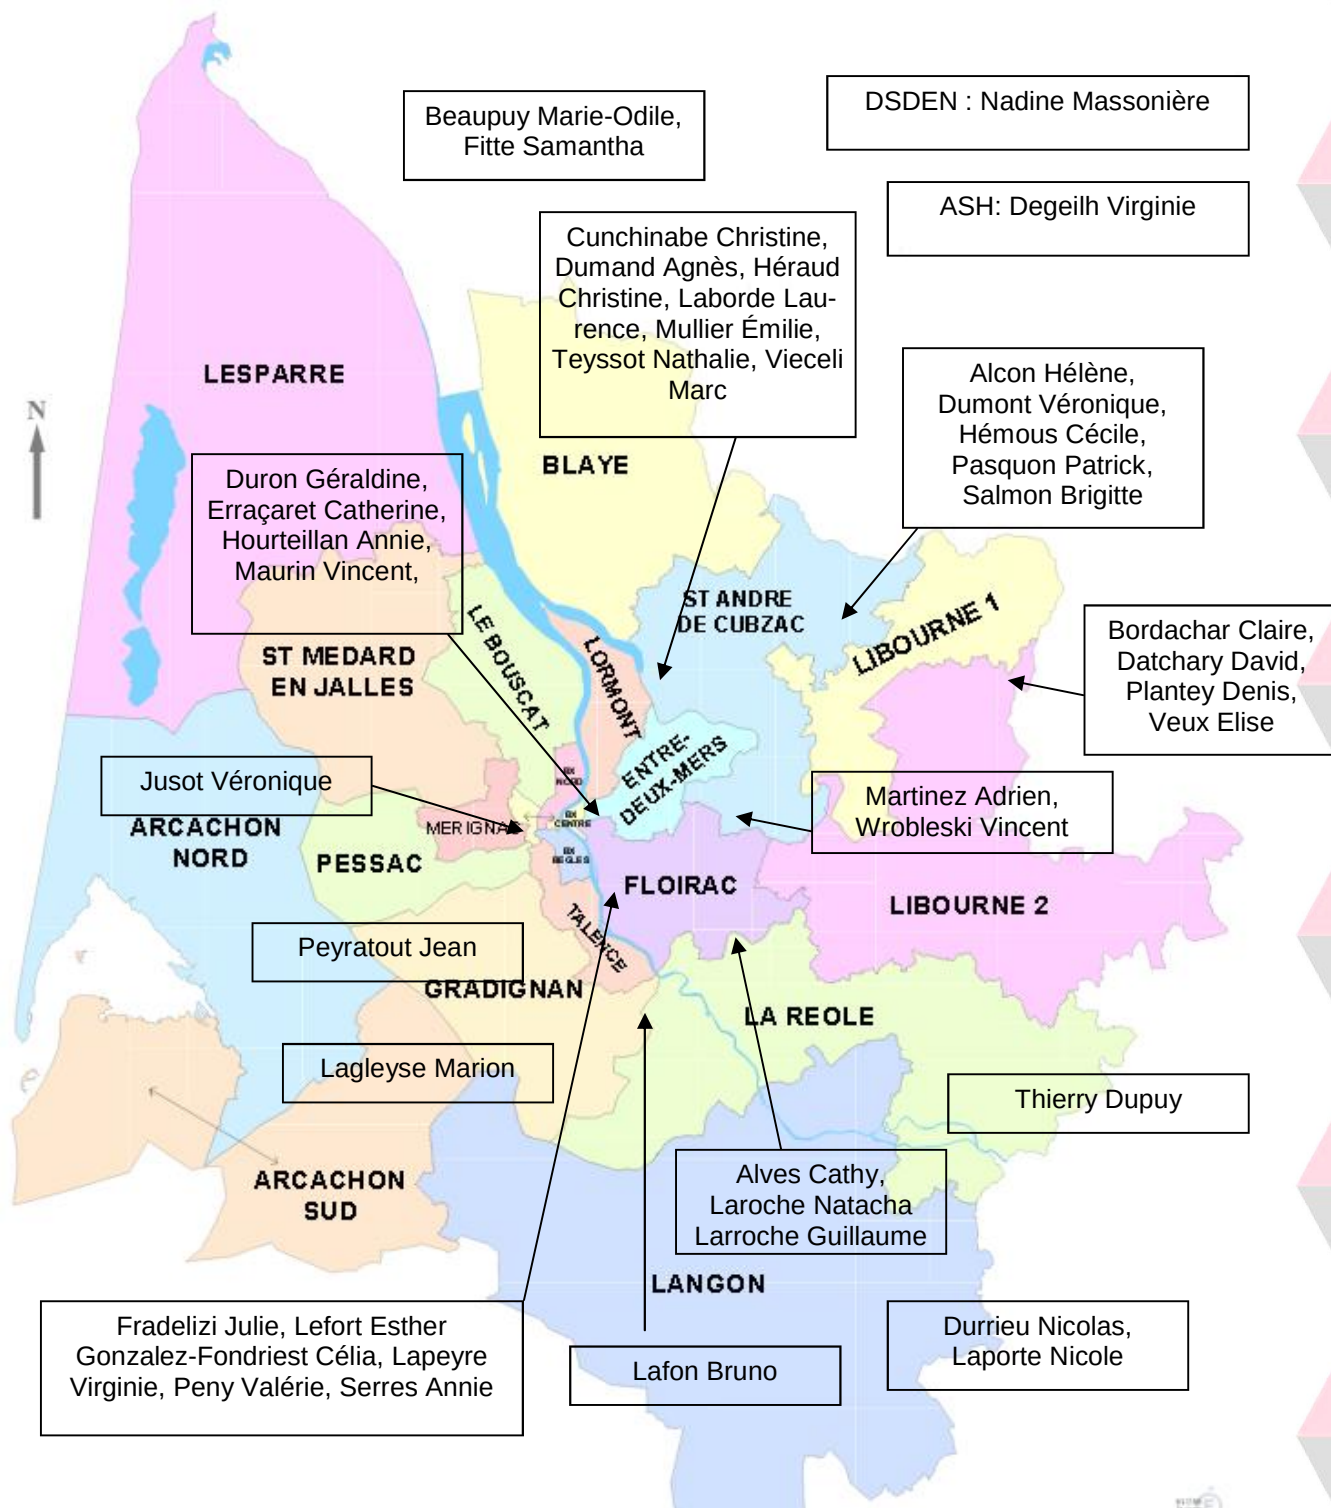 Beaupuy Marie-Odile,
Fitte Samantha
DSDEN : Nadine Massonière
ASH: Degeilh Virginie
Cunchinabe Christine,
Dumand Agnès, Héraud
Christine, Laborde Lau-
rence, Mullier Émilie,
Teyssot Nathalie, Vieceli
Marc
LESPARRE
N
BLAYE
Alcon Hélène,
Dumont Véronique,
Hémous Cécile,
Pasquon Patrick,
Salmon Brigitte
Duron Géraldine,
Erraçaret Catherine,
Hourteillan Annie,
Maurin Vincent,
ST ANDRE
DE CUBZAC
LIBOURNE 1
LE BOUSCAT
LORMONT
ST MEDARD
EN JALLES
Bordachar Claire,
Datchary David,
Plantey Denis,
Veux Elise
ENTRE-
DEUX-MERS
Jusot Véronique
BX
NORD
Martinez Adrien,
Wrobleski Vincent
ARCACHON
NORD
MERIGNAC
BX
CENTRE
BX
BEGLES
PESSAC
FLOIRAC
LIBOURNE 2
TALENCE
Peyratout Jean
GRADIGNAN
LA REOLE
Lagleyse Marion
Thierry Dupuy
ARCACHON
SUD
Alves Cathy,
Laroche Natacha
Larroche Guillaume
LANGON
Fradelizi Julie, Lefort Esther
Gonzalez-Fondriest Célia, Lapeyre
Virginie, Peny Valérie, Serres Annie
Lafon Bruno
Durrieu Nicolas,
Laporte Nicole